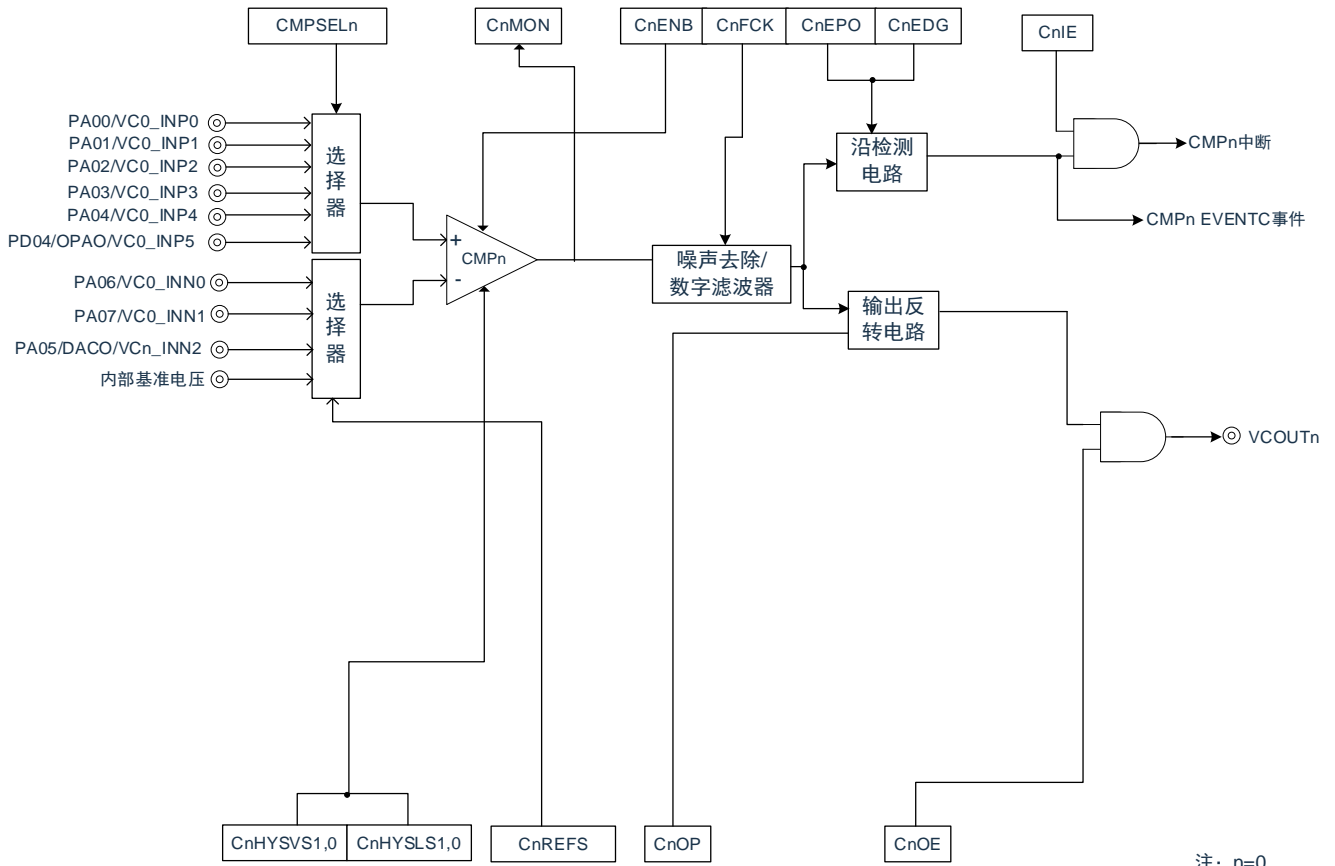 CMPSELn
CnMON
CnENB
CnFCK
CnEPO
CnEDG
CnIE
PA00/VC0_INP0
PA01/VC0_INP1
PA02/VC0_INP2
PA03/VC0_INP3
PA04/VC0_INP4
PD04/OPAO/VC0_INP5
选
择
器
沿检测
电路
CMPn中断
CMPn EVENTC事件
+
CMPn
-
噪声去除/
数字滤波器
PA06/VC0_INN0
PA07/VC0_INN1
PA05/DACO/VCn_INN2
内部基准电压
选
择
器
输出反
转电路
VCOUTn
CnHYSVS1,0
CnHYSLS1,0
CnREFS
CnOP
CnOE
注：n=0